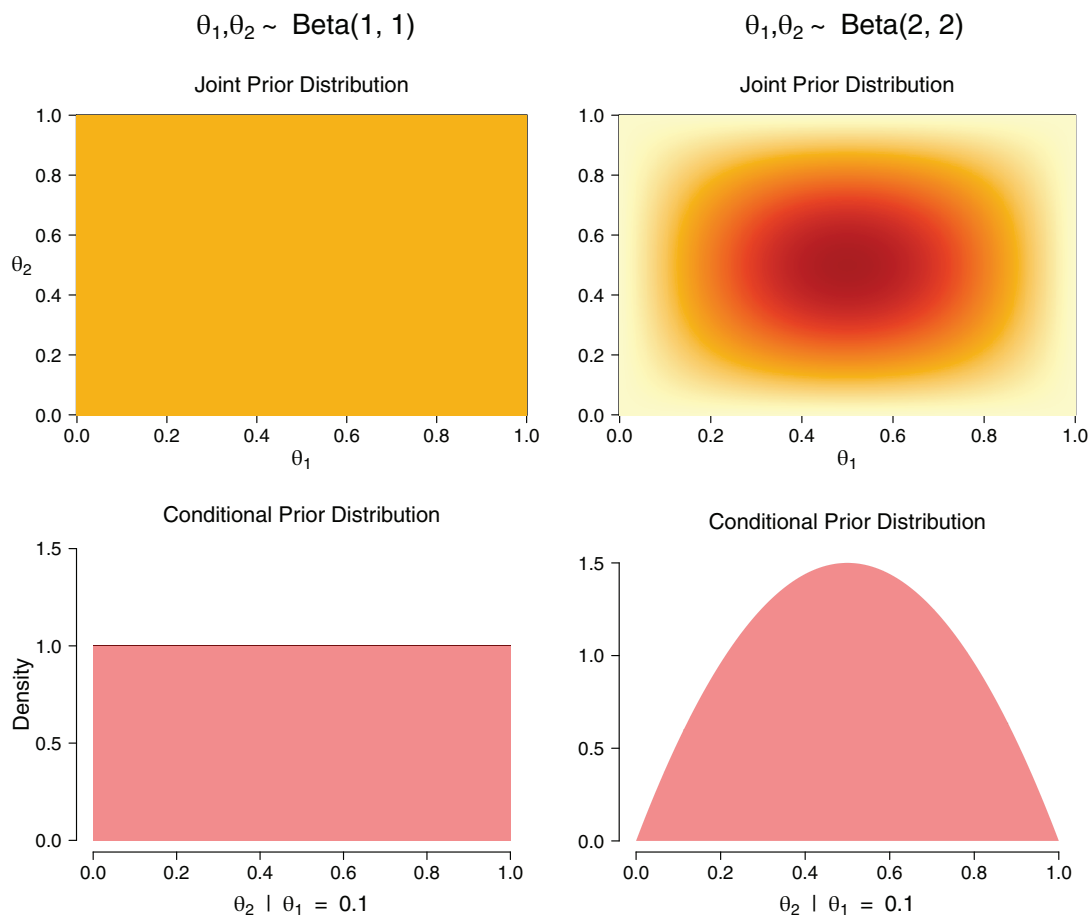 θ1,θ2 ~ Beta(1, 1)
Joint Prior Distribution
1.0
0.8
0.6
θ2
0.4
0.2
0.0
0.0 0.2 0.4 0.6 0.8 1.0
θ1
Conditional Prior Distribution
1.5
1.0
Density
0.5
0.0
0.0 0.2 0.4 0.6 0.8 1.0
θ2 | θ1 = 0.1
θ1,θ2 ~ Beta(2, 2)
Joint Prior Distribution
1.0
0.8
0.6
0.4
0.2
0.0
0.0 0.2 0.4 0.6 0.8 1.0
θ1
Conditional Prior Distribution
1.5
1.0
0.5
0.0
0.0 0.2 0.4 0.6 0.8 1.0
θ2 | θ1 = 0.1